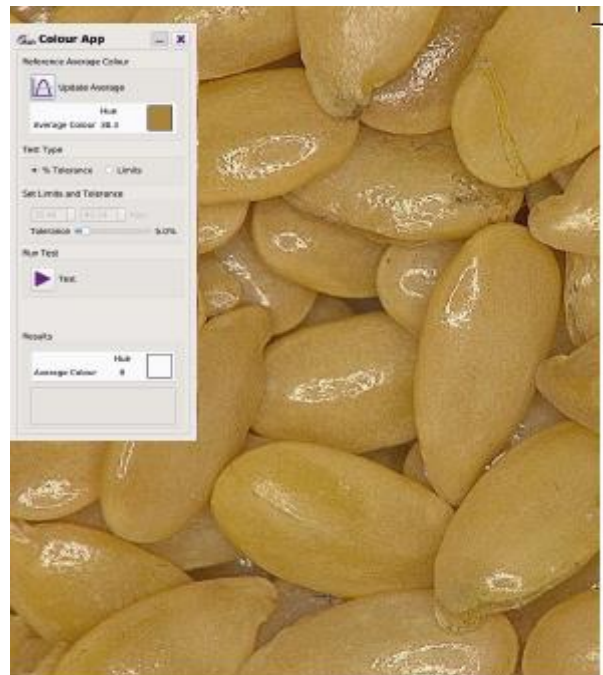 Colour App
Reference Average Colour
Update Average
Hue
Average Colour 38.3
Test Type
% Tolerance Limits
Set Limits and Tolerance
Tolerance 5.0%
Run Test
Test
Results
Hue
Average Colour 0